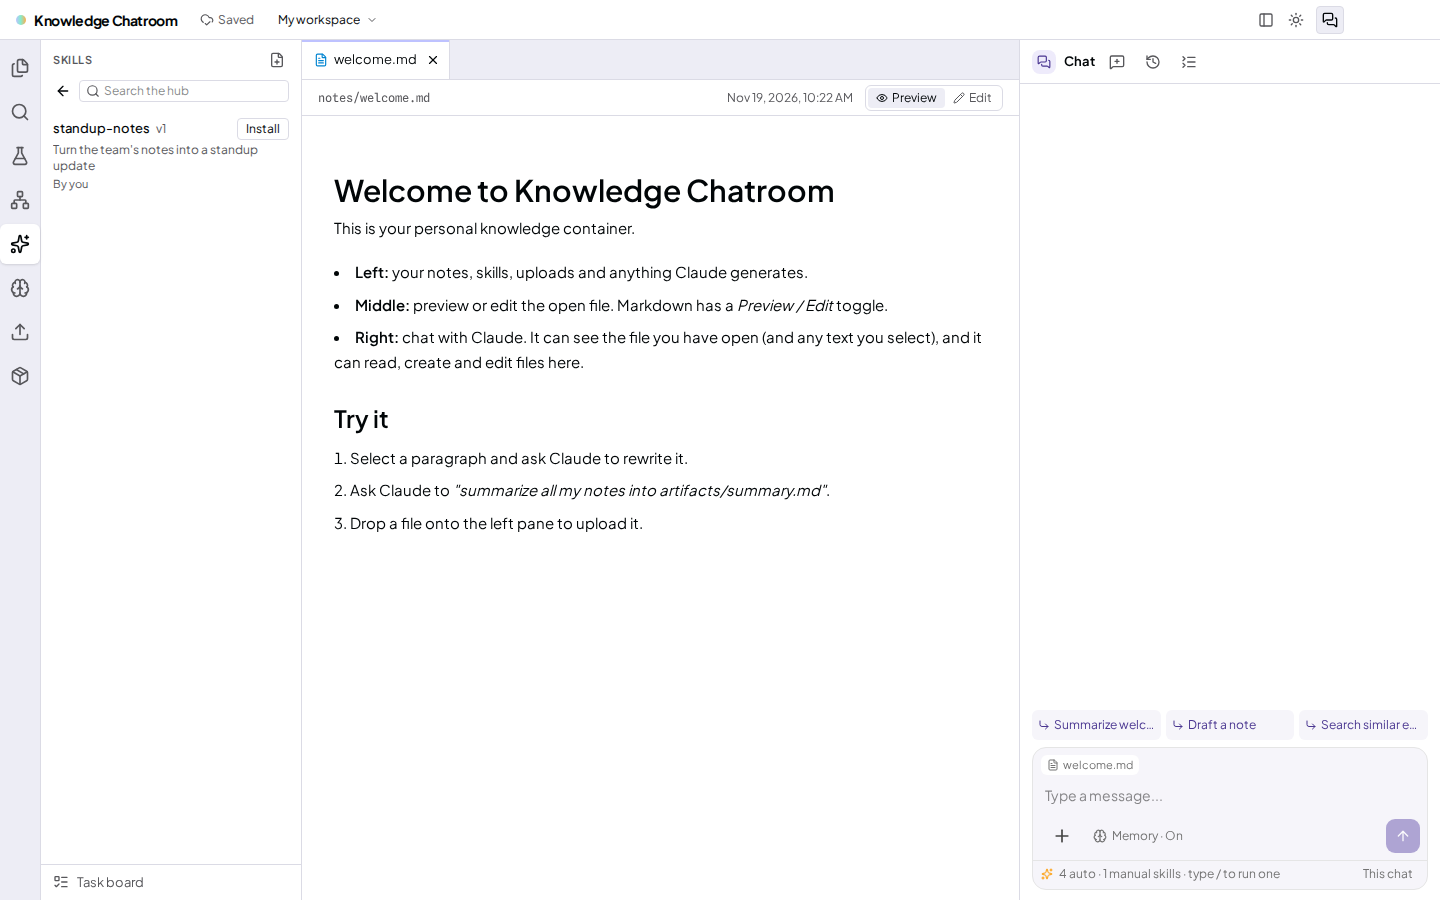 Knowledge Chatroom
Saved
My workspace
SKILLS
Search the hub
standup-notes v1
Install
Turn the team's notes into a standup
update
By you
Task board
welcome.md
notes/welcome.md
Nov 19, 2026, 10:22 AM
Preview
Edit
Welcome to Knowledge Chatroom
This is your personal knowledge container.
• Left: your notes, skills, uploads and anything Claude generates.
• Middle: preview or edit the open file. Markdown has a Preview / Edit toggle.
• Right: chat with Claude. It can see the file you have open (and any text you select), and it
can read, create and edit files here.
Try it
1. Select a paragraph and ask Claude to rewrite it.
2. Ask Claude to "summarize all my notes into artifacts/summary.md".
3. Drop a file onto the left pane to upload it.
Chat
Summarize welc…
Draft a note
Search similar e…
welcome.md
Type a message...
Memory · On
4 auto · 1 manual skills · type / to run one
This chat